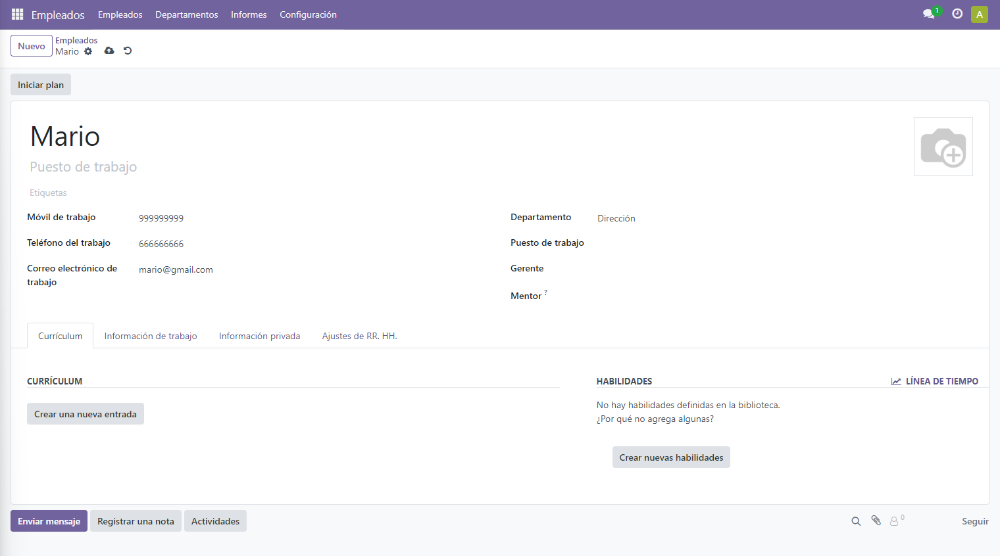 Empleados Empleados Departamentos Informes Configuración 1 A
Nuevo Empleados
Mario
Iniciar plan
Mario
Puesto de trabajo
Etiquetas
Móvil de trabajo 999999999 Departamento Dirección
Teléfono del trabajo 666666666 Puesto de trabajo
Correo electrónico de trabajo mario@gmail.com Gerente
Mentor ?
Currículum Información de trabajo Información privada Ajustes de RR. HH.
CURRÍCULUM HABILIDADES LÍNEA DE TIEMPO
Crear una nueva entrada
No hay habilidades definidas en la biblioteca.
¿Por qué no agrega algunas?
Crear nuevas habilidades
Enviar mensaje Registrar una nota Actividades 0 Seguir